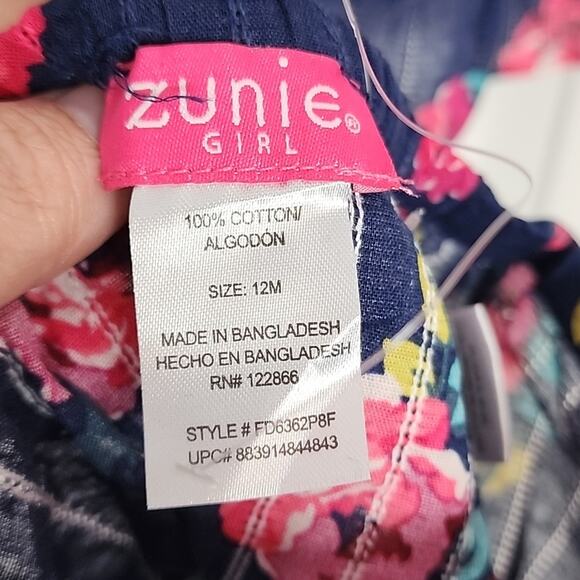 zunie®
GIRL
100% COTTON/
ALGODÓN
SIZE: 12M
MADE IN BANGLADESH
HECHO EN BANGLADESH
RN# 122866
STYLE # FD6362P8F
UPC# 883914844843